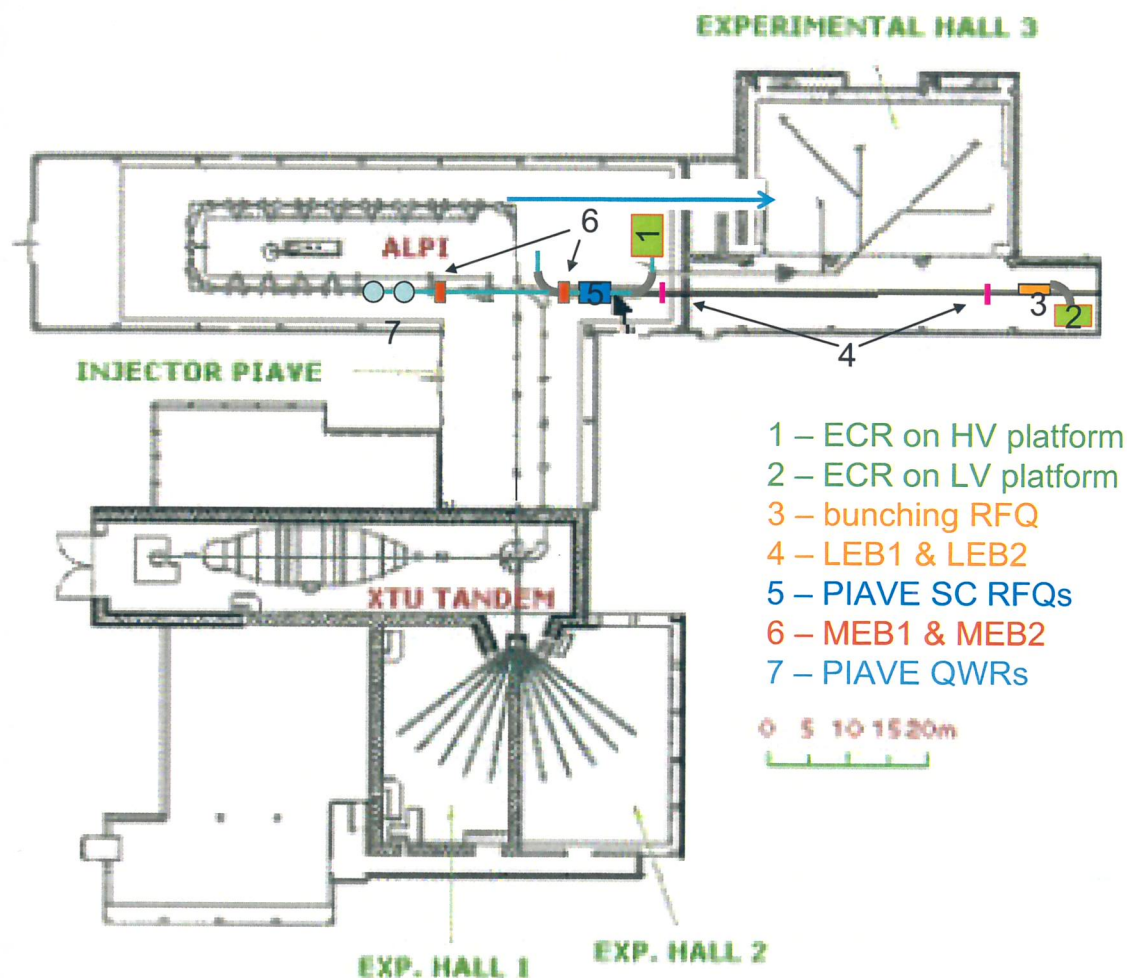 EXPERIMENTAL HALL 3
6
1
ALPI
5
3
2
7
4
INJECTOR PIAVE
1 – ECR on HV platform
2 – ECR on LV platform
3 – bunching RFQ
4 – LEB1 & LEB2
5 – PIAVE SC RFQs
6 – MEB1 & MEB2
7 – PIAVE QWRs
XTU TANDEM
0 5 10 15 20m
EXP. HALL 1
EXP. HALL 2